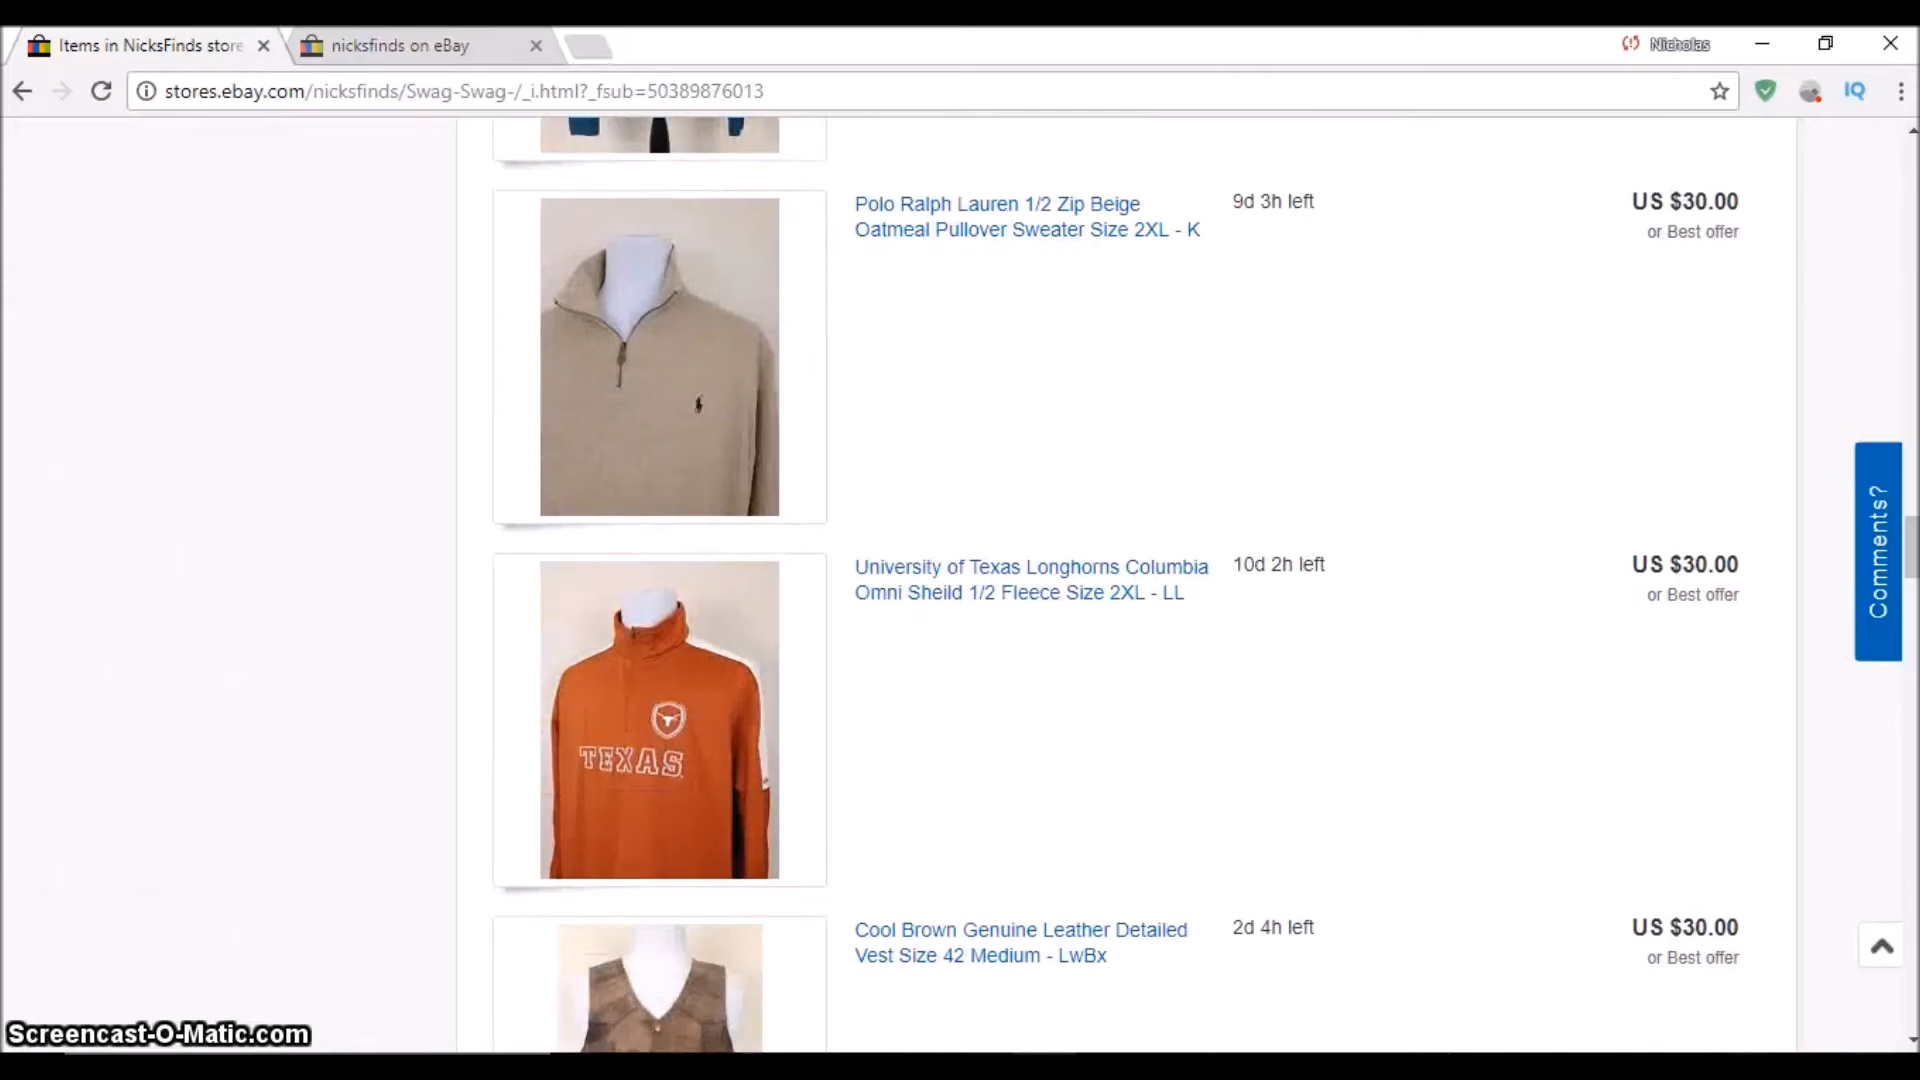 Items in NicksFinds store
nicksfinds on eBay
Nicholas
stores.ebay.com/nicksfinds/Swag-Swag-/_i.html?_fsub=50389876013
IQ
Polo Ralph Lauren 1/2 Zip Beige
Oatmeal Pullover Sweater Size 2XL - K
9d 3h left
US $30.00
or Best offer
University of Texas Longhorns Columbia
Omni Sheild 1/2 Fleece Size 2XL - LL
10d 2h left
US $30.00
or Best offer
TEXAS
Comments?
Cool Brown Genuine Leather Detailed
Vest Size 42 Medium - LwBx
2d 4h left
US $30.00
or Best offer
Screencast-O-Matic.com